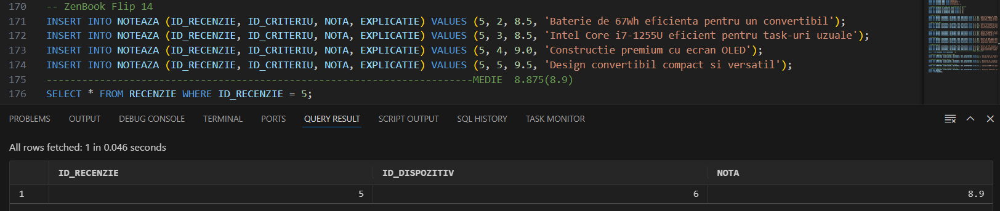 170 -- ZenBook Flip 14
171 INSERT INTO NOTEAZA (ID_RECENZIE, ID_CRITERIU, NOTA, EXPLICATIE) VALUES (5, 2, 8.5, 'Baterie de 67Wh eficienta pentru un convertibil');
172 INSERT INTO NOTEAZA (ID_RECENZIE, ID_CRITERIU, NOTA, EXPLICATIE) VALUES (5, 3, 8.5, 'Intel Core i7-1255U eficient pentru task-uri uzuale');
173 INSERT INTO NOTEAZA (ID_RECENZIE, ID_CRITERIU, NOTA, EXPLICATIE) VALUES (5, 4, 9.0, 'Constructie premium cu ecran OLED');
174 INSERT INTO NOTEAZA (ID_RECENZIE, ID_CRITERIU, NOTA, EXPLICATIE) VALUES (5, 5, 9.5, 'Design convertibil compact si versatil');
175 ------------------------------------------------------------------MEDIE  8.875(8.9)
176 SELECT * FROM RECENZIE WHERE ID_RECENZIE = 5;
PROBLEMS OUTPUT DEBUG CONSOLE TERMINAL PORTS QUERY RESULT SCRIPT OUTPUT SQL HISTORY TASK MONITOR
All rows fetched: 1 in 0.046 seconds
ID_RECENZIE ID_DISPOZITIV NOTA
1 5 6 8.9